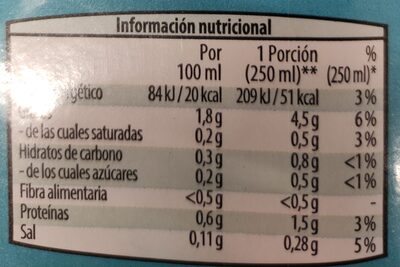 Información nutricional
Por 100 ml 1 Porción (250 ml)** % (250 ml)*
84 kJ / 20 kcal 209 kJ / 51 kcal 3 %
1,8 g 4,5 g 6 %
- de las cuales saturadas 0,2 g 0,5 g 3 %
Hidratos de carbono 0,3 g 0,8 g <1 %
- de los cuales azúcares 0,2 g 0,5 g <1 %
Fibra alimentaria <0,5 g <0,5 g -
Proteínas 0,6 g 1,5 g 3 %
Sal 0,11 g 0,28 g 5 %